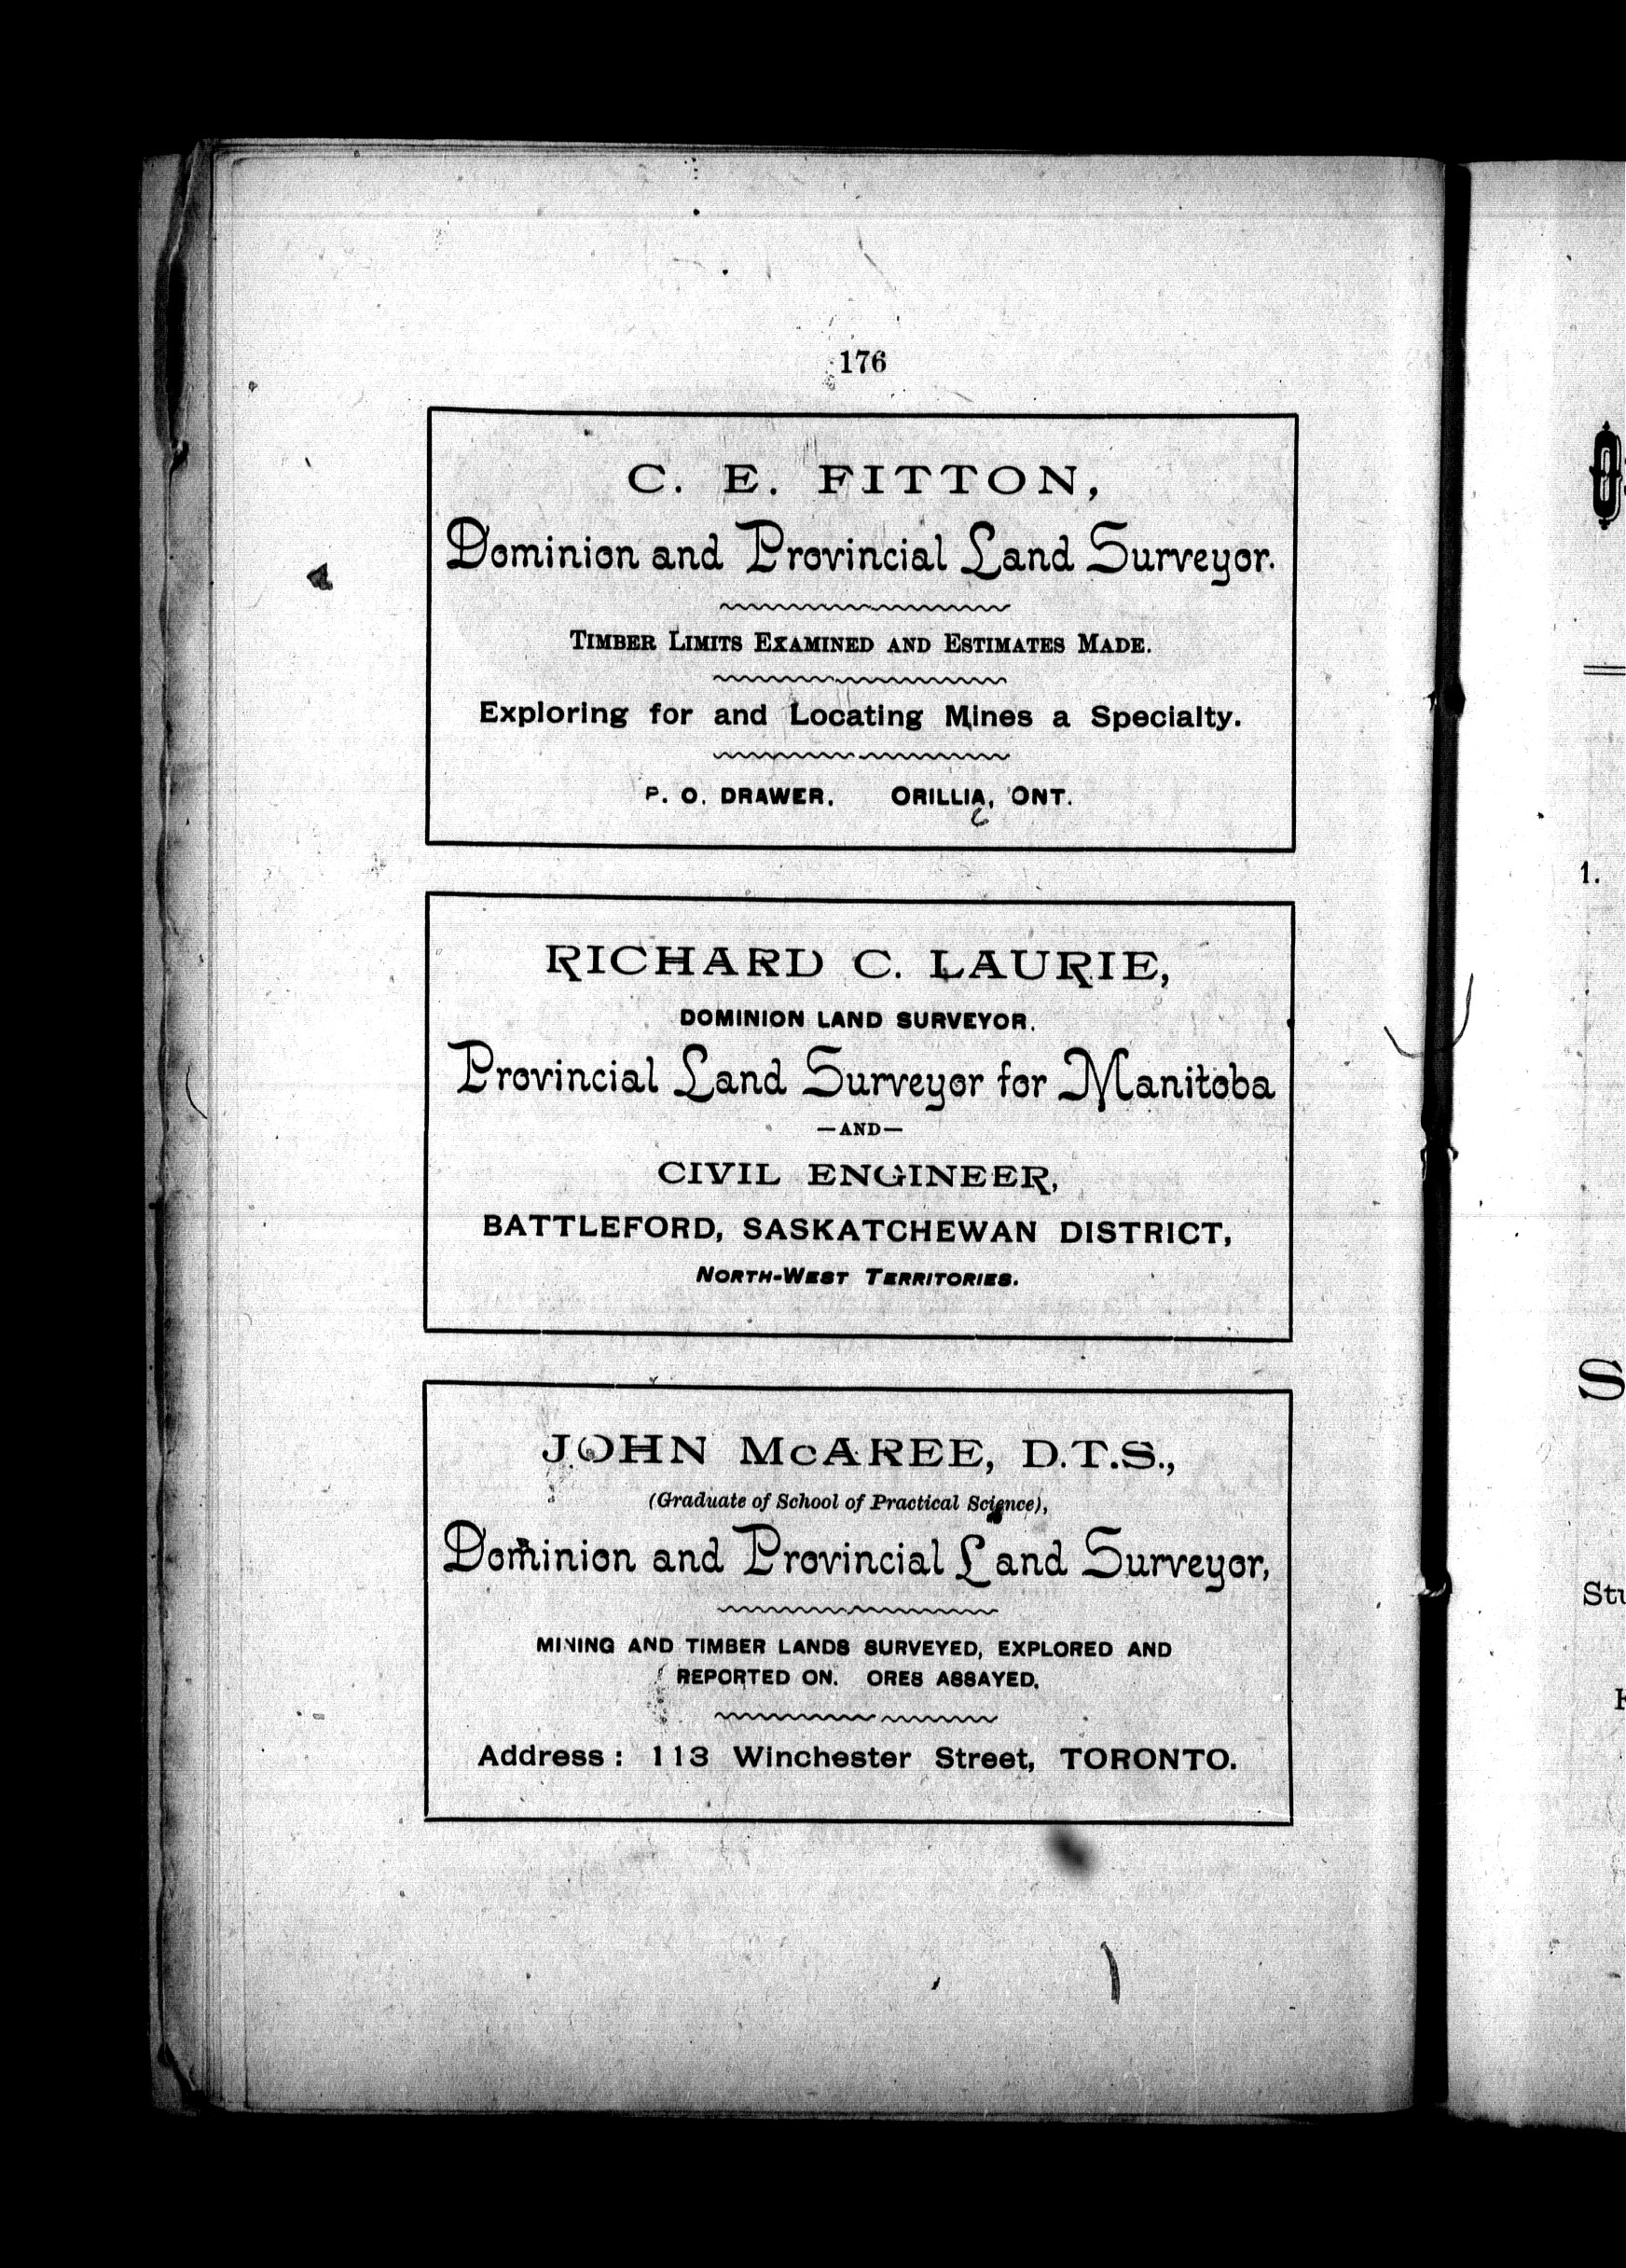 176
C. E. FITTON,
Dominion and Provincial Land Surveyor.
TIMBER LIMITS EXAMINED AND ESTIMATES MADE.
Exploring for and Locating Mines a Specialty.
P. O. DRAWER. ORILLIA, ONT.
RICHARD C. LAURIE,
DOMINION LAND SURVEYOR.
Provincial Land Surveyor for Manitoba
—AND—
CIVIL ENGINEER,
BATTLEFORD, SASKATCHEWAN DISTRICT,
NORTH-WEST TERRITORIES.
JOHN McAREE, D.T.S.,
(Graduate of School of Practical Science),
Dominion and Provincial Land Surveyor,
MINING AND TIMBER LANDS SURVEYED, EXPLORED AND
REPORTED ON. ORES ASSAYED.
Address: 113 Winchester Street, TORONTO.
1.
S
Stu